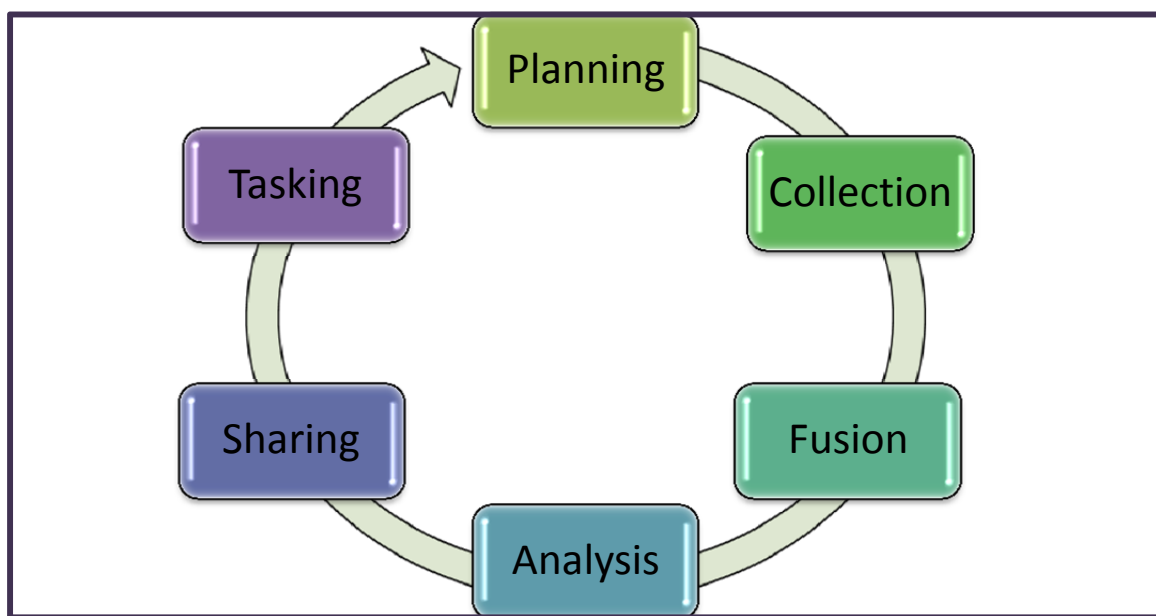 Planning
Collection
Fusion
Analysis
Sharing
Tasking